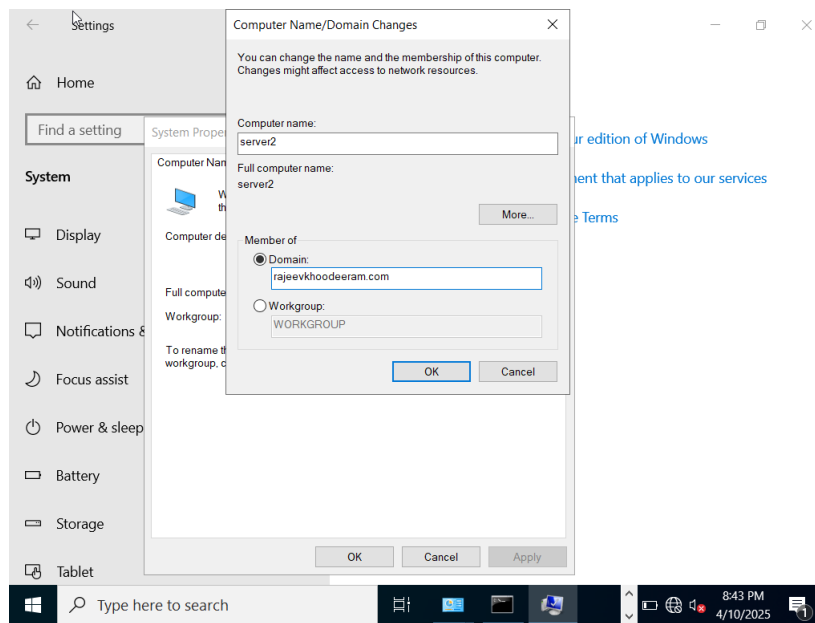 Settings
Home
Find a setting
System
Display
Sound
Notifications &
Focus assist
Power & sleep
Battery
Storage
Tablet
System Prope
Computer Nam
W
th
Computer de
Full compute
Workgroup:
To rename th
workgroup, c
OK
Cancel
Apply
Computer Name/Domain Changes
You can change the name and the membership of this computer.
Changes might affect access to network resources.
Computer name:
server2
Full computer name:
server2
More...
Member of
Domain:
rajeevkhoodeeram.com
Workgroup:
WORKGROUP
OK
Cancel
ur edition of Windows
ent that applies to our services
e Terms
Type here to search
8:43 PM
4/10/2025
1